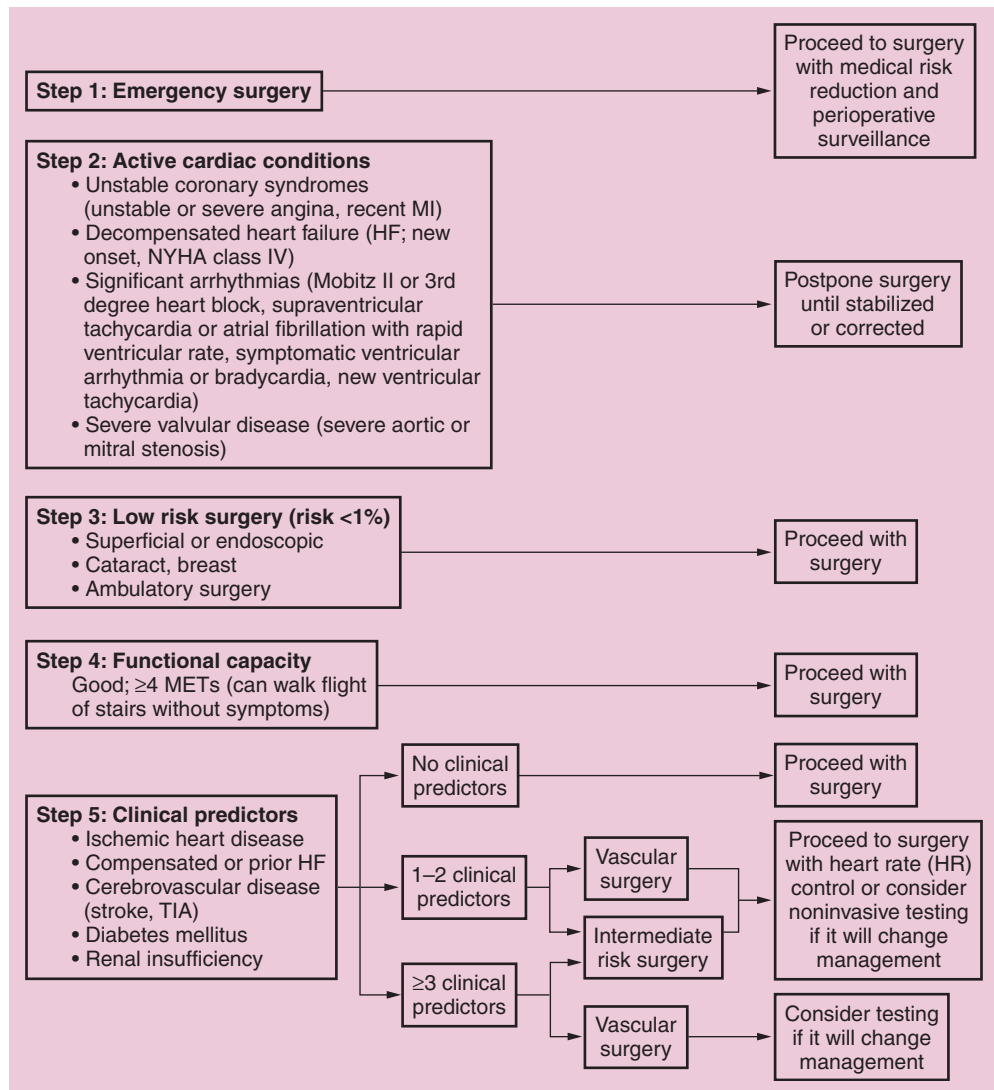 Step 1: Emergency surgery
Proceed to surgery
with medical risk
reduction and
perioperative
surveillance
Step 2: Active cardiac conditions
• Unstable coronary syndromes
(unstable or severe angina, recent MI)
• Decompensated heart failure (HF; new
onset, NYHA class IV)
• Significant arrhythmias (Mobitz II or 3rd
degree heart block, supraventricular
tachycardia or atrial fibrillation with rapid
ventricular rate, symptomatic ventricular
arrhythmia or bradycardia, new ventricular
tachycardia)
• Severe valvular disease (severe aortic or
mitral stenosis)
Postpone surgery
until stabilized
or corrected
Step 3: Low risk surgery (risk <1%)
• Superficial or endoscopic
• Cataract, breast
• Ambulatory surgery
Proceed with
surgery
Step 4: Functional capacity
Good; ≥4 METs (can walk flight
of stairs without symptoms)
Proceed with
surgery
Step 5: Clinical predictors
• Ischemic heart disease
• Compensated or prior HF
• Cerebrovascular disease
(stroke, TIA)
• Diabetes mellitus
• Renal insufficiency
No clinical
predictors
Proceed with
surgery
1–2 clinical
predictors
Vascular
surgery
Intermediate
risk surgery
Proceed to surgery
with heart rate (HR)
control or consider
noninvasive testing
if it will change
management
≥3 clinical
predictors
Vascular
surgery
Consider testing
if it will change
management